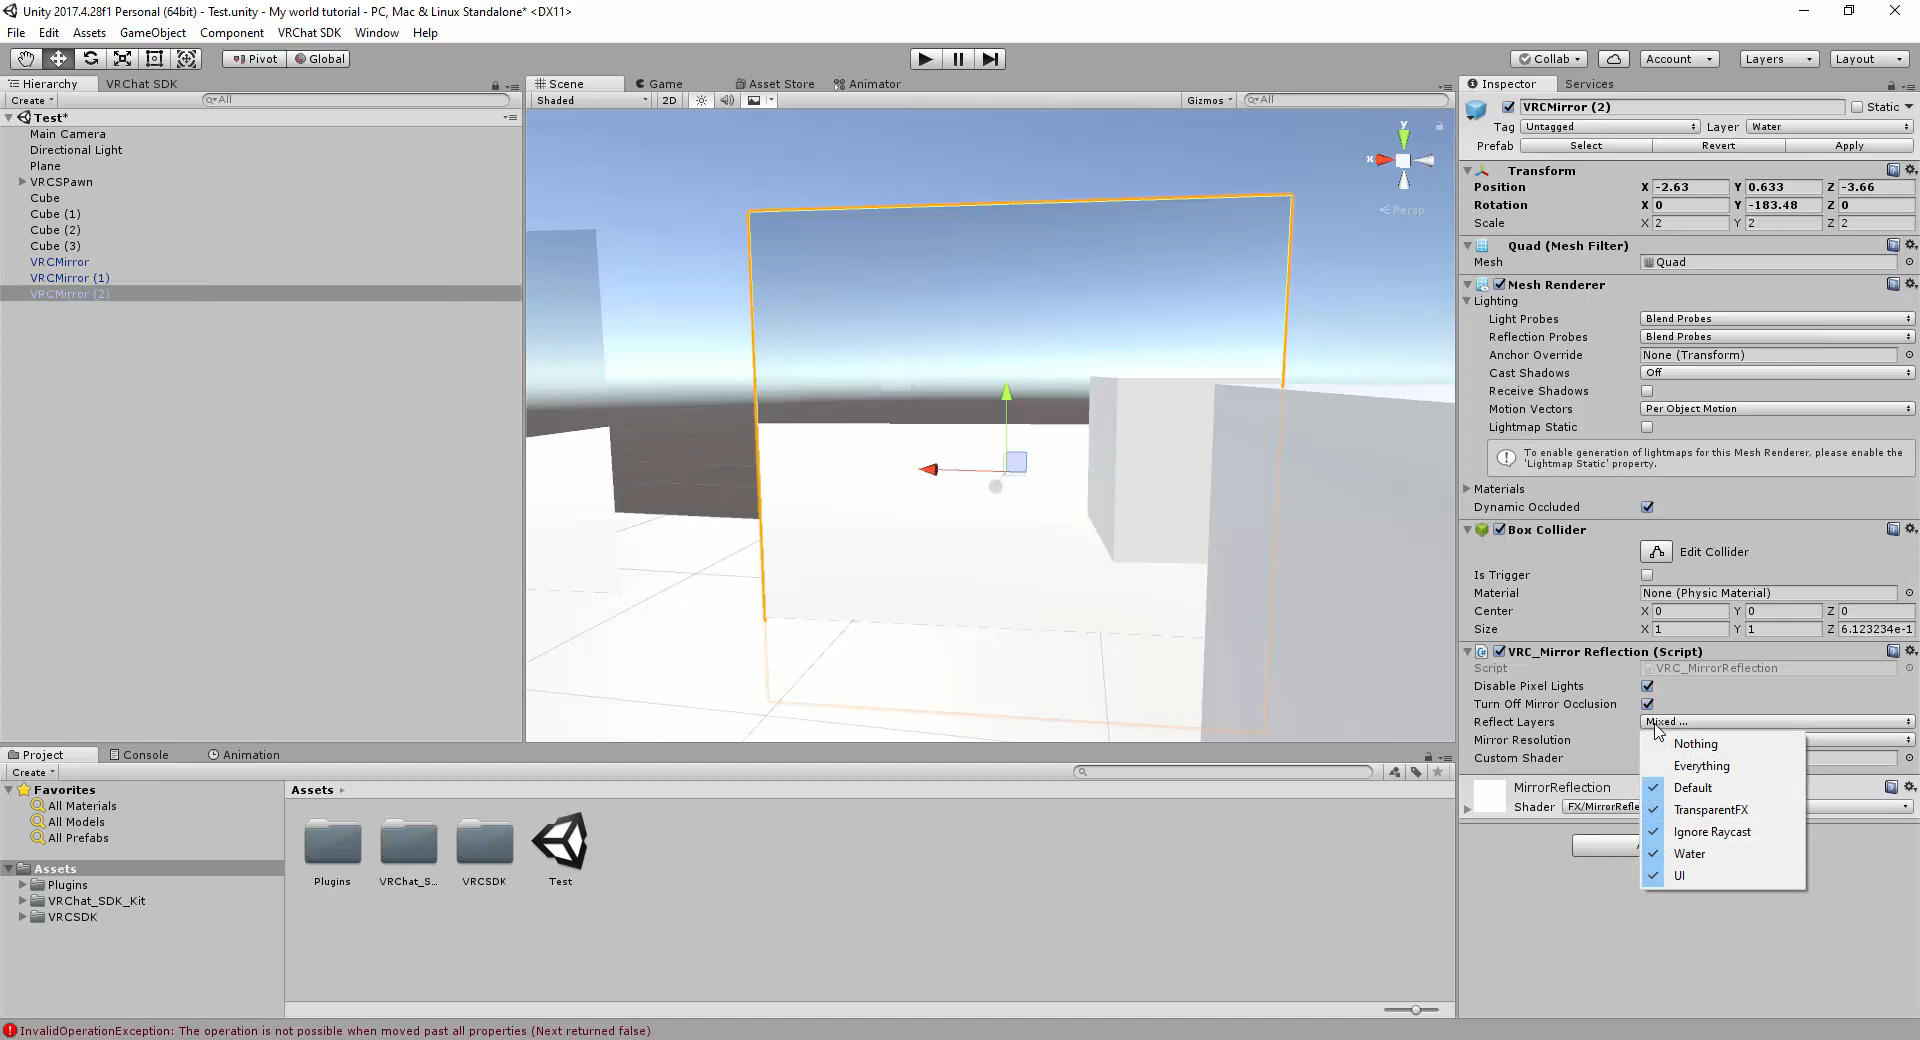 Unity 2017.4.28f1 Personal (64bit) - Test.unity - My world tutorial - PC, Mac & Linux Standalone* <DX11>
File Edit Assets GameObject Component VRChat SDK Window Help
Pivot Global Collab Account Layers Layout
Hierarchy VRChat SDK
Create All
Test*
Main Camera
Directional Light
Plane
VRCSPawn
Cube
Cube (1)
Cube (2)
Cube (3)
VRCMirror
VRCMirror (1)
VRCMirror (2)
Scene Game Asset Store Animator
Shaded 2D Gizmos All
y
x
Persp
Inspector Services
VRCMirror (2) Static
Tag Untagged Layer Water
Prefab Select Revert Apply
Transform
Position X -2.63 Y 0.633 Z -3.66
Rotation X 0 Y -183.48 Z 0
Scale X 2 Y 2 Z 2
Quad (Mesh Filter)
Mesh Quad
Mesh Renderer
Lighting
Light Probes Blend Probes
Reflection Probes Blend Probes
Anchor Override None (Transform)
Cast Shadows Off
Receive Shadows
Motion Vectors Per Object Motion
Lightmap Static
To enable generation of lightmaps for this Mesh Renderer, please enable the
'Lightmap Static' property.
Materials
Dynamic Occluded
Box Collider
Edit Collider
Is Trigger
Material None (Physic Material)
Center X 0 Y 0 Z 0
Size X 1 Y 1 Z 6.123234e-1
VRC_Mirror Reflection (Script)
Script VRC_MirrorReflection
Disable Pixel Lights
Turn Off Mirror Occlusion
Reflect Layers Mixed ...
Mirror Resolution
Custom Shader
Nothing
Everything
Default
TransparentFX
Ignore Raycast
Water
UI
MirrorReflection
Shader FX/MirrorRefle
Project Console Animation
Create
Favorites
All Materials
All Models
All Prefabs
Assets
Plugins
VRChat_SDK_Kit
VRCSDK
Assets
Plugins VRChat_S... VRCSDK Test
InvalidOperationException: The operation is not possible when moved past all properties (Next returned false)